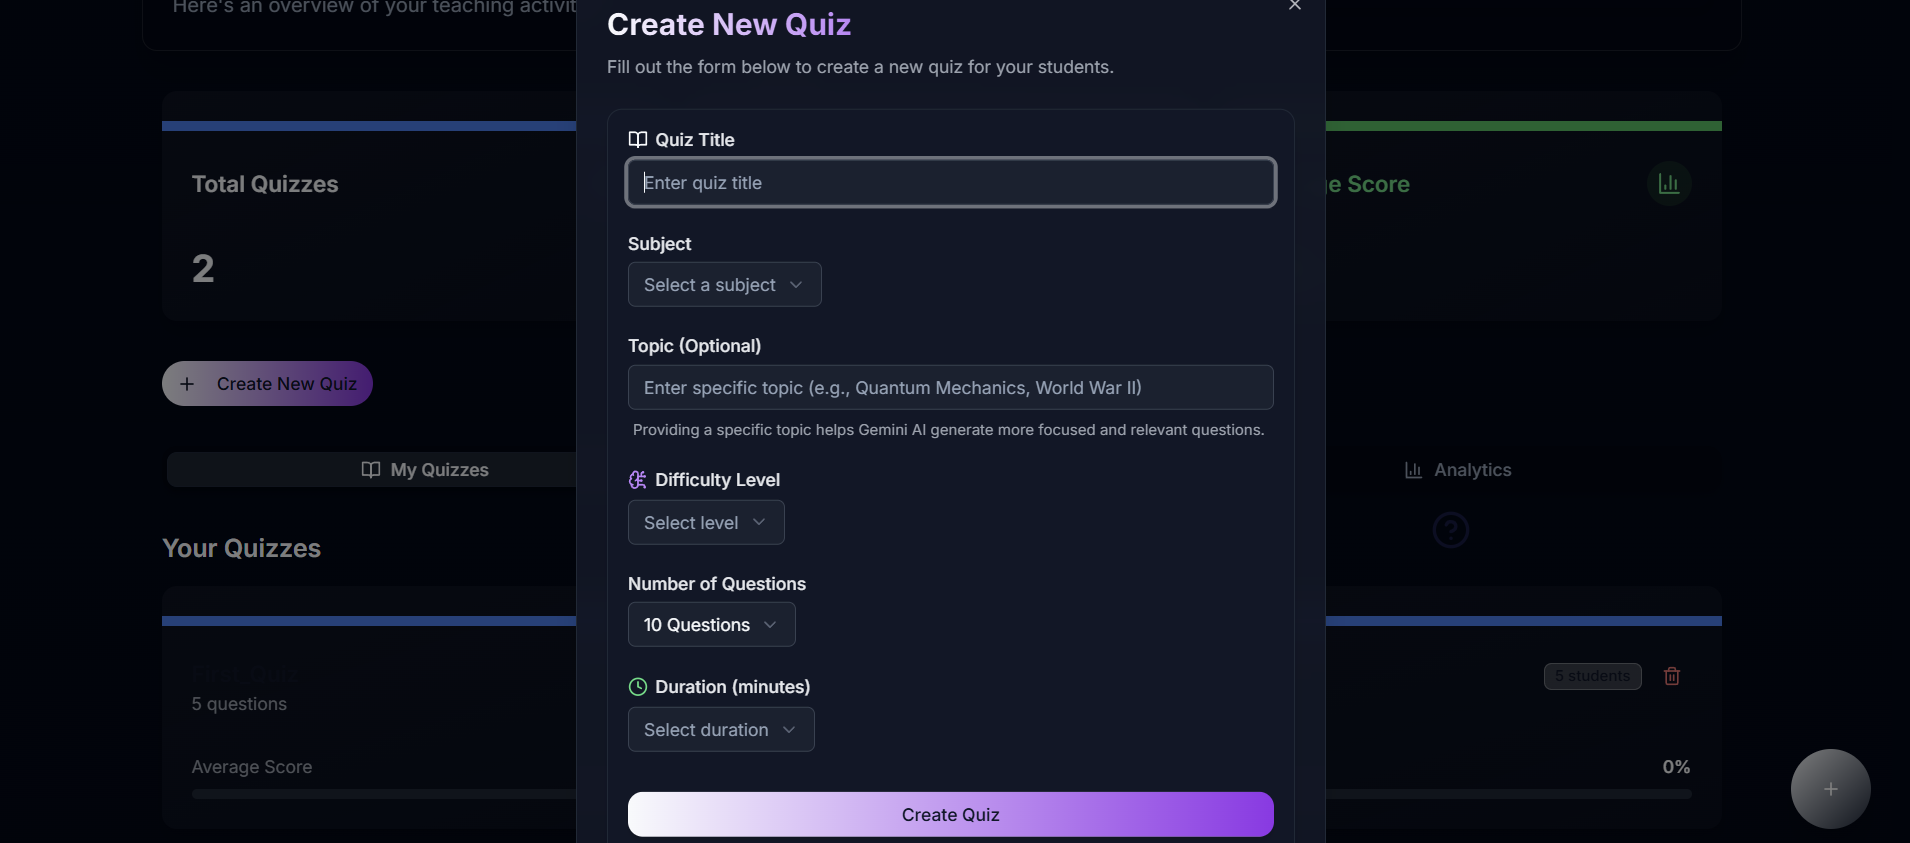 Here's an overview of your teaching activit
Create New Quiz
Fill out the form below to create a new quiz for your students.
Quiz Title
Enter quiz title
Total Quizzes
e Score
Subject
2
Select a subject
Topic (Optional)
Create New Quiz
Enter specific topic (e.g., Quantum Mechanics, World War II)
Providing a specific topic helps Gemini AI generate more focused and relevant questions.
My Quizzes
Analytics
Difficulty Level
Select level
Your Quizzes
Number of Questions
10 Questions
First_Quiz
5 students
Duration (minutes)
5 questions
Select duration
Average Score
0%
Create Quiz